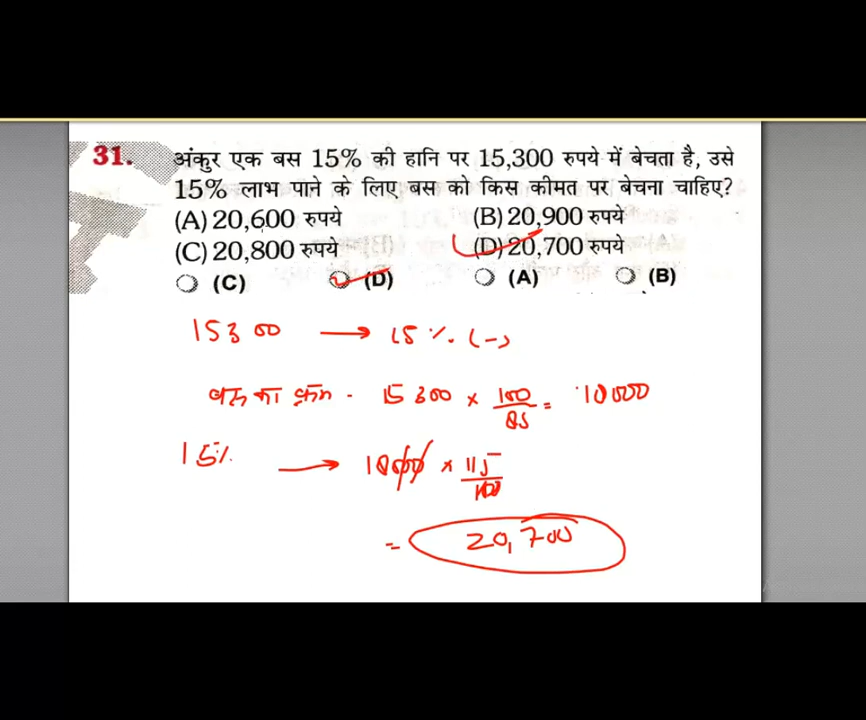 31. अंकुर एक बस 15% की हानि पर 15,300 रुपये में बेचता है, उसे
15% लाभ पाने के लिए बस को किस कीमत पर बेचना चाहिए?
(A) 20,600 रुपये (B) 20,900 रुपये
(C) 20,800 रुपये (D) 20,700 रुपये
(C) (D) (A) (B)
15300 → 15 %. (-)
बस का - 15300 × 100/85 = 18000
15% → 18000 × 115/100
= 20,700